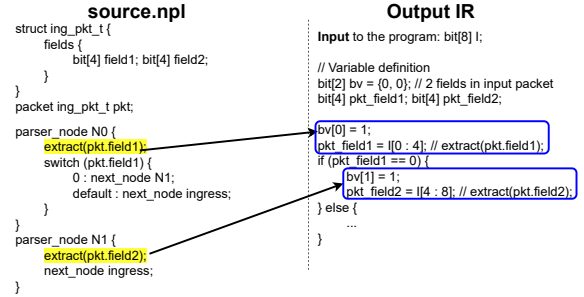 source.npl
struct ing_pkt_t {
fields {
bit[4] field1; bit[4] field2;
}
}
packet ing_pkt_t pkt;
parser_node N0 {
extract(pkt.field1);
switch (pkt.field1) {
0 : next_node N1;
default : next_node ingress;
}
}
parser_node N1 {
extract(pkt.field2);
next_node ingress;
}
Output IR
Input to the program: bit[8] I;
// Variable definition
bit[2] bv = {0, 0}; // 2 fields in input packet
bit[4] pkt_field1; bit[4] pkt_field2;
bv[0] = 1;
pkt_field1 = I[0 : 4]; // extract(pkt.field1);
if (pkt_field1 == 0) {
bv[1] = 1;
pkt_field2 = I[4 : 8]; // extract(pkt.field2);
} else {
...
}